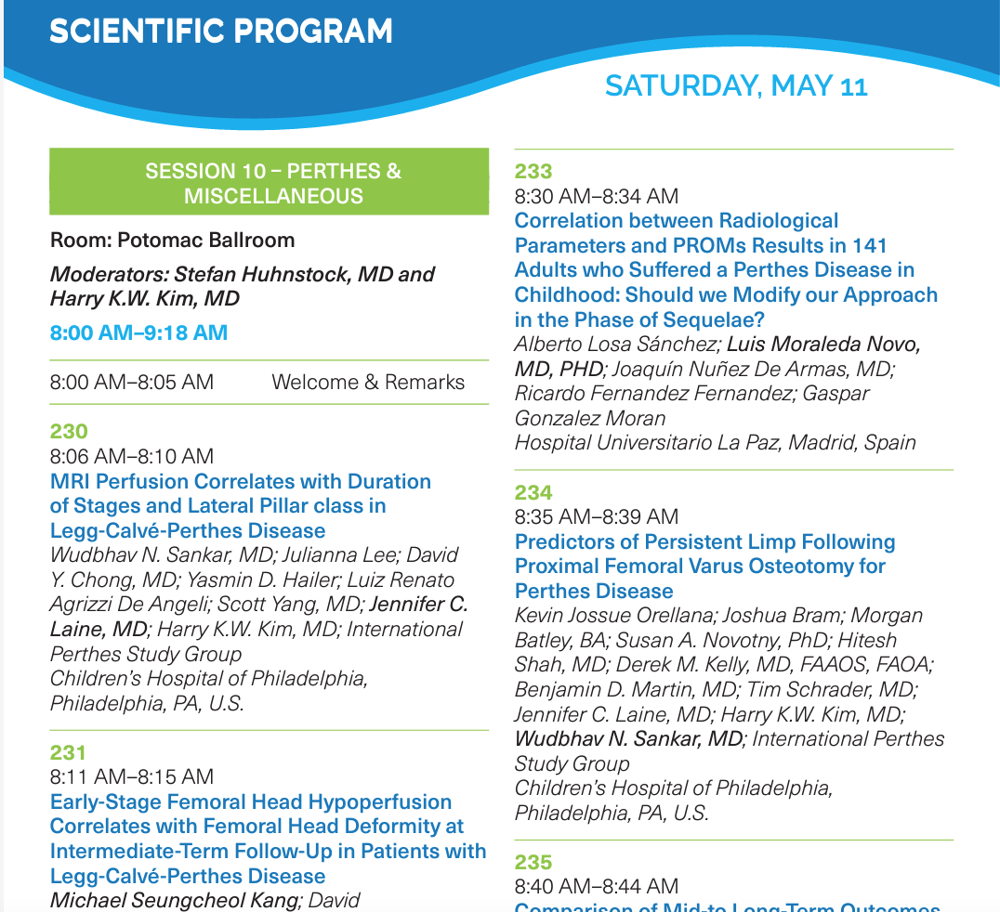 SCIENTIFIC PROGRAM
SATURDAY, MAY 11
SESSION 10 – PERTHES &
MISCELLANEOUS
Room: Potomac Ballroom
Moderators: Stefan Huhnstock, MD and
Harry K.W. Kim, MD
8:00 AM–9:18 AM
8:00 AM–8:05 AM Welcome & Remarks
230
8:06 AM–8:10 AM
MRI Perfusion Correlates with Duration
of Stages and Lateral Pillar class in
Legg-Calvé-Perthes Disease
Wudbhav N. Sankar, MD; Julianna Lee; David
Y. Chong, MD; Yasmin D. Hailer; Luiz Renato
Agrizzi De Angeli; Scott Yang, MD; Jennifer C.
Laine, MD; Harry K.W. Kim, MD; International
Perthes Study Group
Children’s Hospital of Philadelphia,
Philadelphia, PA, U.S.
231
8:11 AM–8:15 AM
Early-Stage Femoral Head Hypoperfusion
Correlates with Femoral Head Deformity at
Intermediate-Term Follow-Up in Patients with
Legg-Calvé-Perthes Disease
Michael Seungcheol Kang; David
233
8:30 AM–8:34 AM
Correlation between Radiological
Parameters and PROMs Results in 141
Adults who Suffered a Perthes Disease in
Childhood: Should we Modify our Approach
in the Phase of Sequelae?
Alberto Losa Sánchez; Luis Moraleda Novo,
MD, PHD; Joaquín Nuñez De Armas, MD;
Ricardo Fernandez Fernandez; Gaspar
Gonzalez Moran
Hospital Universitario La Paz, Madrid, Spain
234
8:35 AM–8:39 AM
Predictors of Persistent Limp Following
Proximal Femoral Varus Osteotomy for
Perthes Disease
Kevin Jossue Orellana; Joshua Bram; Morgan
Batley, BA; Susan A. Novotny, PhD; Hitesh
Shah, MD; Derek M. Kelly, MD, FAAOS, FAOA;
Benjamin D. Martin, MD; Tim Schrader, MD;
Jennifer C. Laine, MD; Harry K.W. Kim, MD;
Wudbhav N. Sankar, MD; International Perthes
Study Group
Children’s Hospital of Philadelphia,
Philadelphia, PA, U.S.
235
8:40 AM–8:44 AM
Comparison of Mid-to Long-Term Outcomes